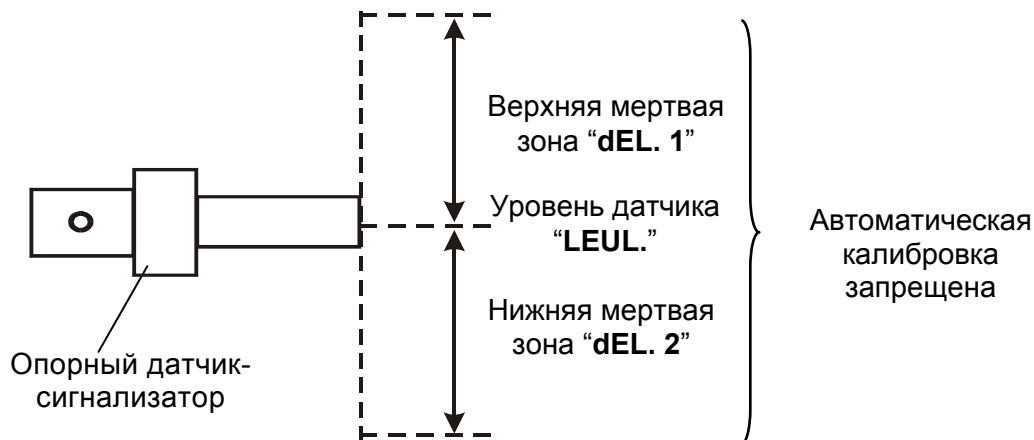 Верхняя мертвая
зона “dEL. 1”
Уровень датчика
“LEUL.”
Нижняя мертвая
зона “dEL. 2”
Автоматическая
калибровка
запрещена
Опорный датчик-
сигнализатор